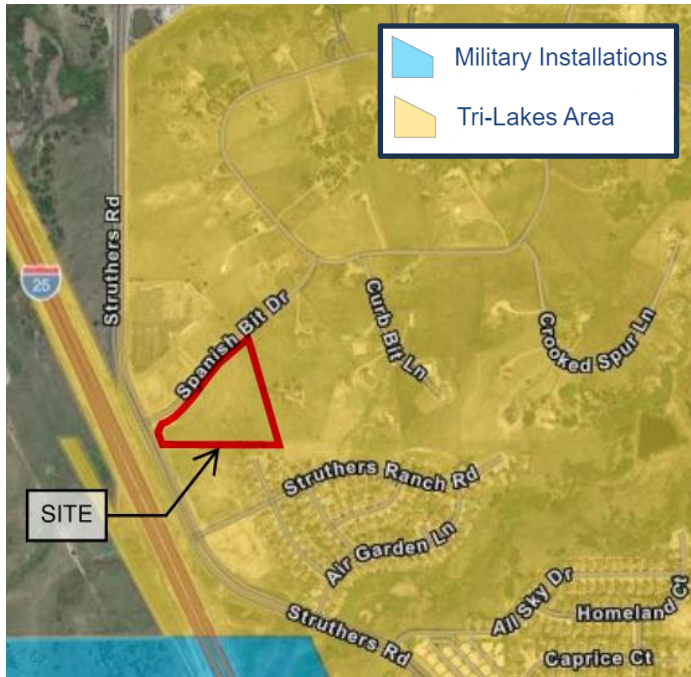 Military Installations
Tri-Lakes Area
Struthers Rd
25
Spanish Bit Dr
Curb Bit Ln
Crooked Spur Ln
SITE
Struthers Ranch Rd
Air Garden Ln
Struthers Rd
All Sky Dr
Homeland Ct
Caprice Ct